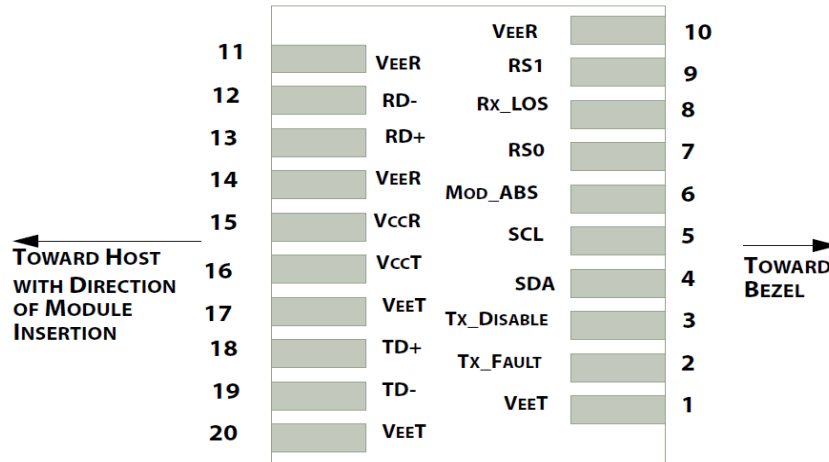 11 VEER
12 RD-
13 RD+
14 VEER
15 VCCR
16 VCCT
17 VEET
18 TD+
19 TD-
20 VEET
VEER 10
RS1 9
RX_LOS 8
RS0 7
MOD_ABS 6
SCL 5
SDA 4
TX_DISABLE 3
TX_FAULT 2
VEET 1
TOWARD HOST
WITH DIRECTION
OF MODULE
INSERTION
TOWARD
BEZEL